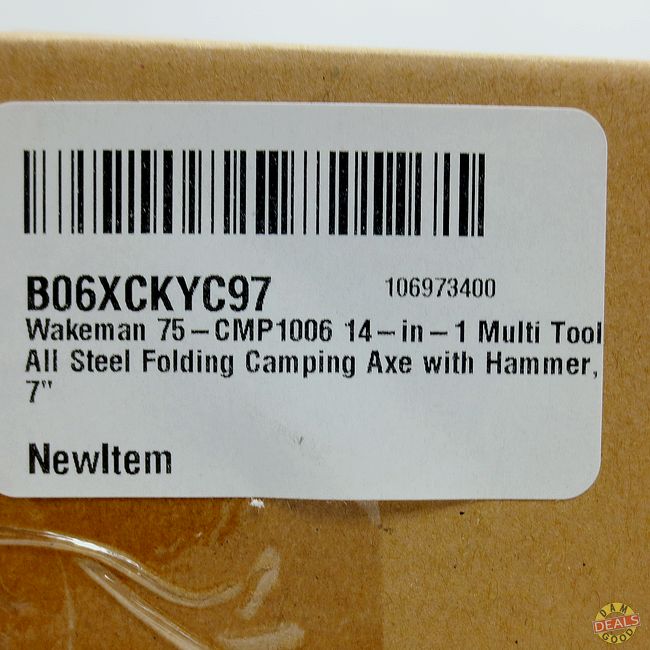 B06XCKYC97 106973400
Wakeman 75-CMP1006 14-in-1 Multi Tool
All Steel Folding Camping Axe with Hammer,
7"
NewItem
DAM
DEALS
GOOD